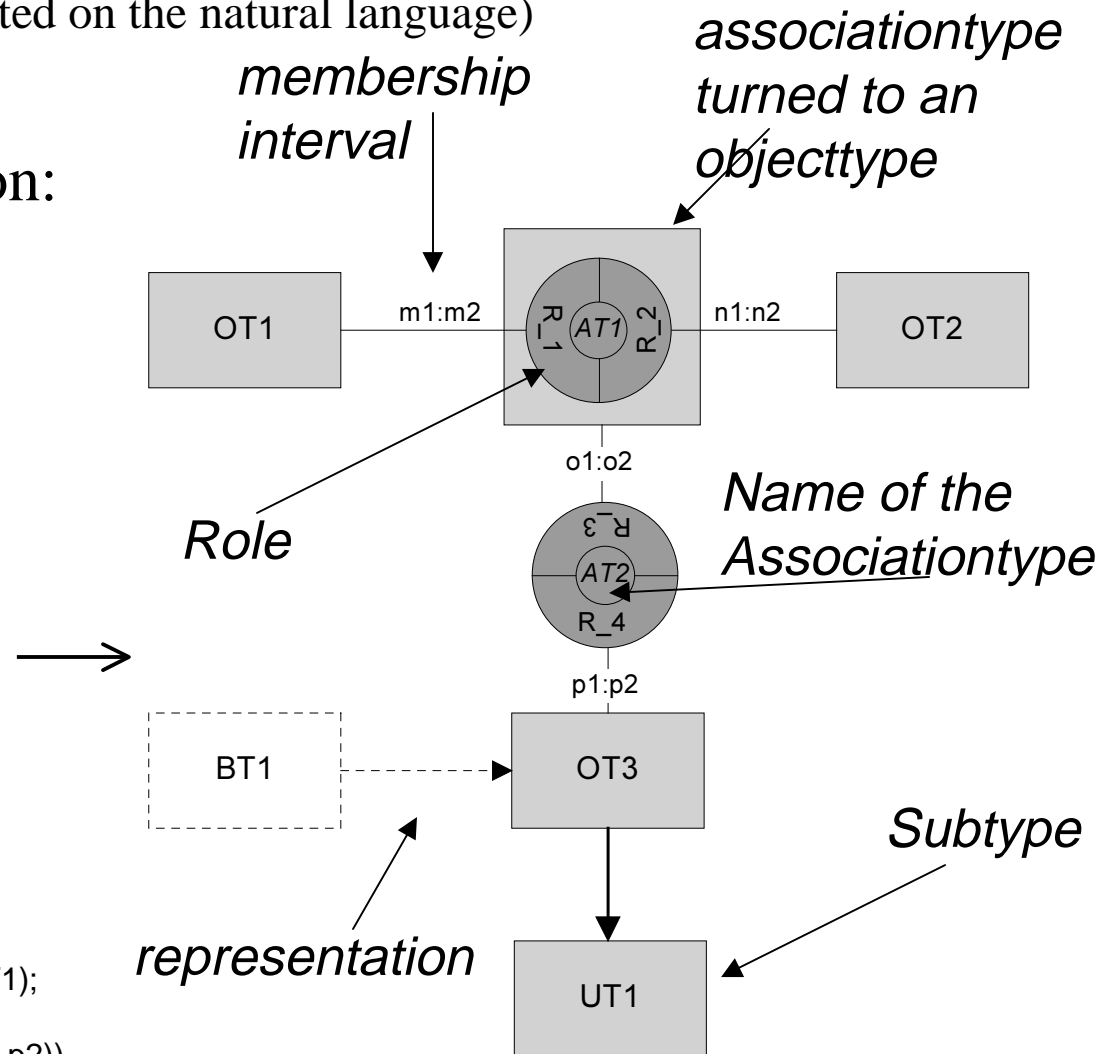 ted on the natural language)
membership
interval
associationtype
turned to an
objecttype
on:
OT1
m1:m2
R_1
AT1
R_2
n1:n2
OT2
o1:o2
Role
R_3
AT2
R_4
Name of the
Associationtype
p1:p2
BT1
OT3
Subtype
representation
UT1
1);
p2))